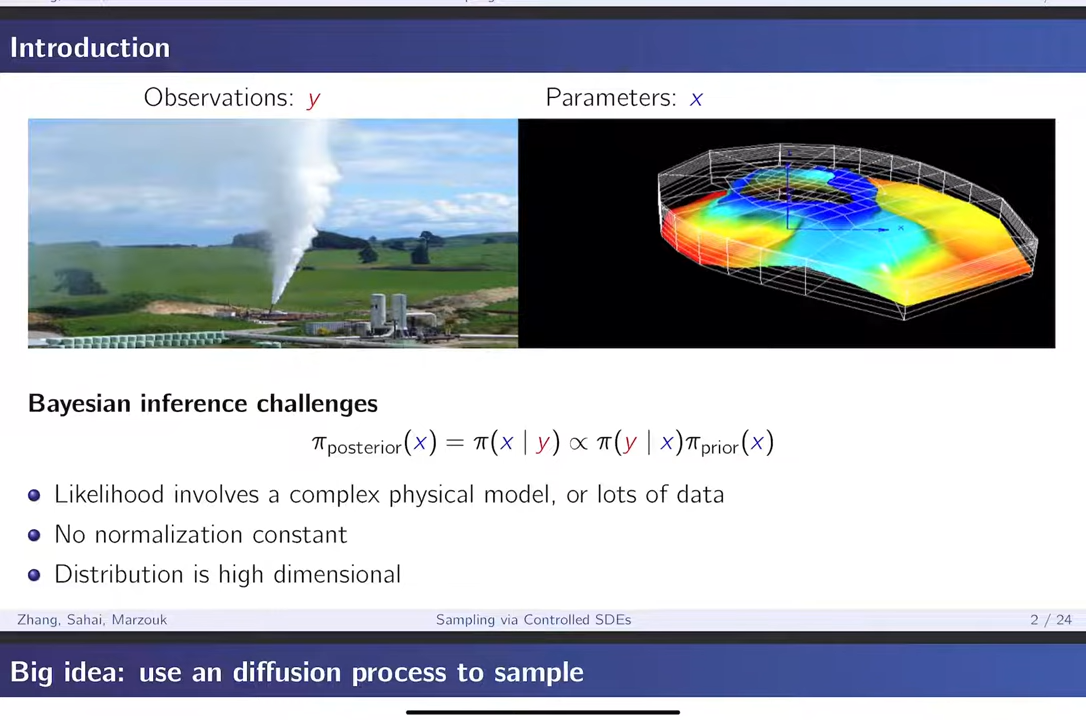 Introduction
Observations: y
Parameters: x
Bayesian inference challenges
π_posterior(x) = π(x | y) ∝ π(y | x)π_prior(x)
Likelihood involves a complex physical model, or lots of data
No normalization constant
Distribution is high dimensional
Zhang, Sahai, Marzouk
Sampling via Controlled SDEs
2 / 24
Big idea: use an diffusion process to sample